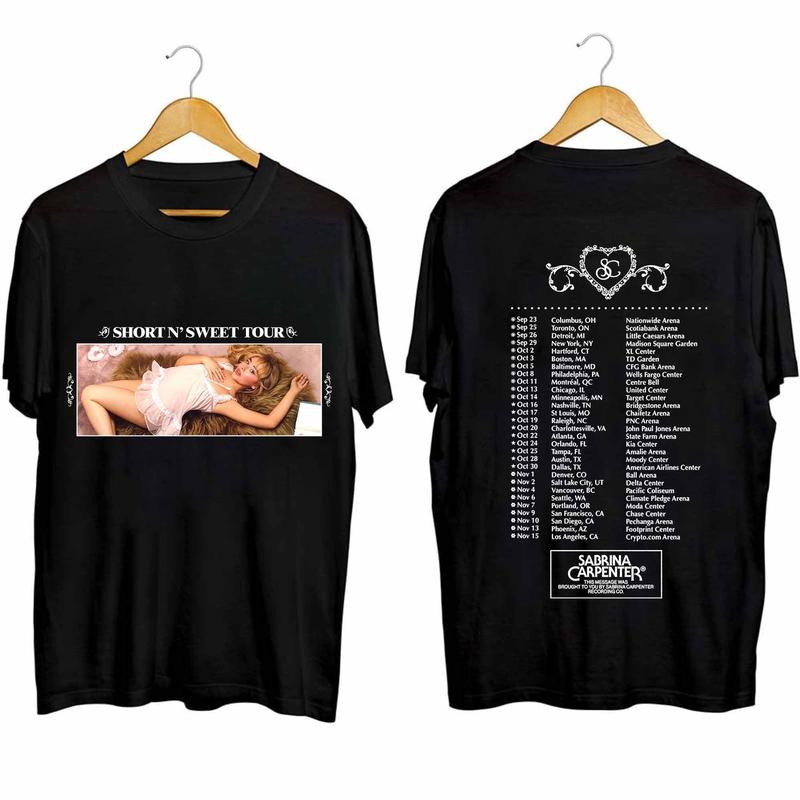 SHORT N' SWEET TOUR
SC
Sep 23 Columbus, OH Nationwide Arena
Sep 25 Toronto, ON Scotiabank Arena
Sep 26 Detroit, MI Little Caesars Arena
Sep 29 New York, NY Madison Square Garden
Oct 2 Hartford, CT XL Center
Oct 3 Boston, MA TD Garden
Oct 5 Baltimore, MD CFG Bank Arena
Oct 8 Philadelphia, PA Wells Fargo Center
Oct 11 Montréal, QC Centre Bell
Oct 13 Chicago, IL United Center
Oct 14 Minneapolis, MN Target Center
Oct 16 Nashville, TN Bridgestone Arena
Oct 17 St Louis, MO Chaifetz Arena
Oct 19 Raleigh, NC PNC Arena
Oct 20 Charlottesville, VA John Paul Jones Arena
Oct 22 Atlanta, GA State Farm Arena
Oct 24 Orlando, FL Kia Center
Oct 25 Tampa, FL Amalie Arena
Oct 28 Austin, TX Moody Center
Oct 30 Dallas, TX American Airlines Center
Nov 1 Denver, CO Ball Arena
Nov 2 Salt Lake City, UT Delta Center
Nov 4 Vancouver, BC Pacific Coliseum
Nov 6 Seattle, WA Climate Pledge Arena
Nov 7 Portland, OR Moda Center
Nov 9 San Francisco, CA Chase Center
Nov 10 San Diego, CA Pechanga Arena
Nov 13 Phoenix, AZ Footprint Center
Nov 15 Los Angeles, CA Crypto.com Arena
SABRINA
CARPENTER®
THIS MESSAGE WAS
BROUGHT TO YOU BY SABRINA CARPENTER
RECORDING CO.